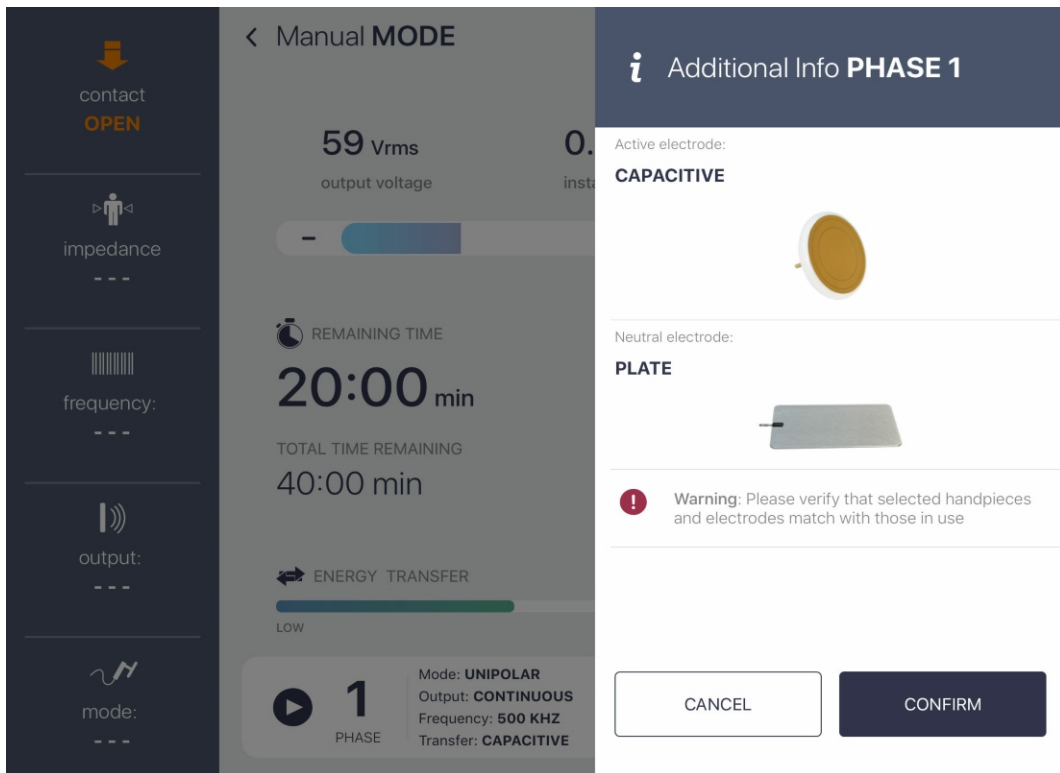 contact
OPEN
impedance
- - -
frequency:
- - -
output:
- - -
mode:
- - -
Manual MODE
59 Vrms
output voltage
0.
-
REMAINING TIME
20:00 min
TOTAL TIME REMAINING
40:00 min
ENERGY TRANSFER
LOW
1
PHASE
Mode: UNIPOLAR
Output: CONTINUOUS
Frequency: 500 KHZ
Transfer: CAPACITIVE
i Additional Info PHASE 1
Active electrode:
CAPACITIVE
Neutral electrode:
PLATE
! Warning: Please verify that selected handpieces
and electrodes match with those in use
CANCEL
CONFIRM